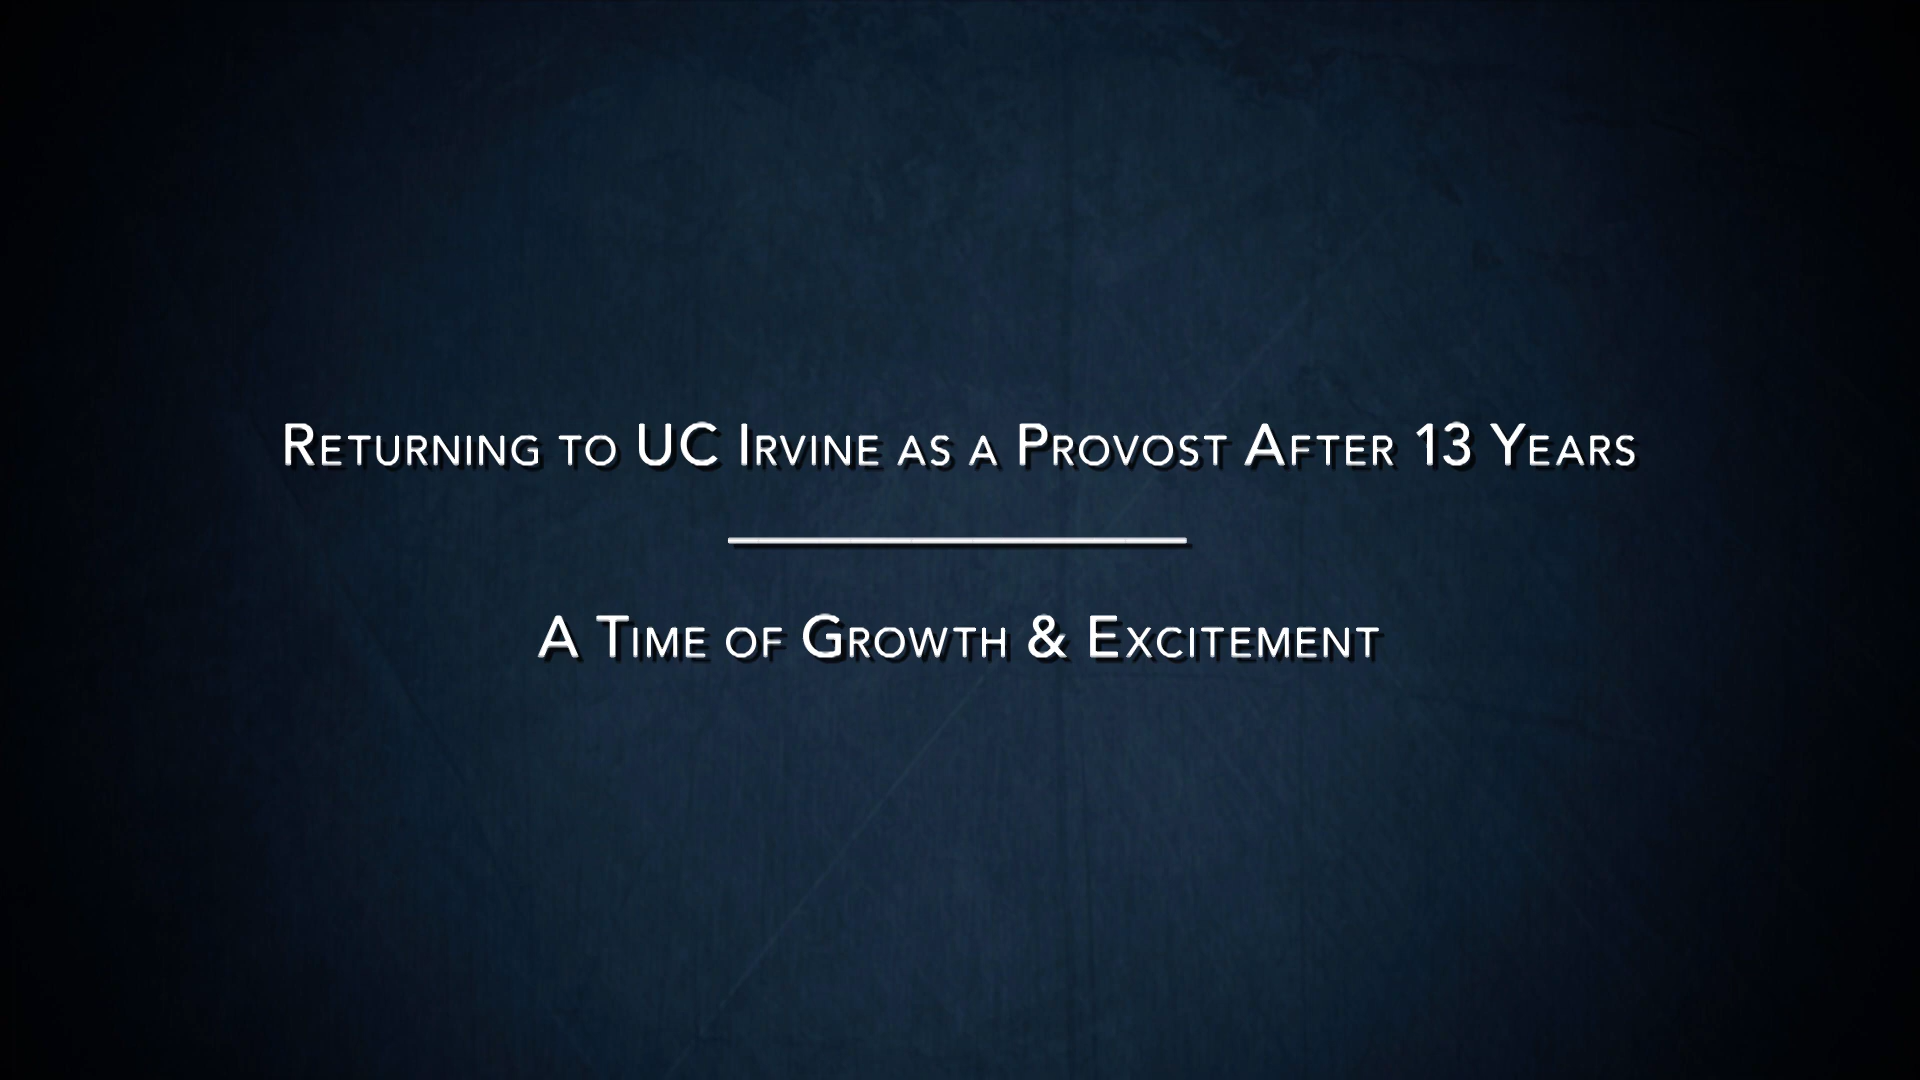 Returning to UC Irvine as a Provost After 13 Years
A Time of Growth & Excitement